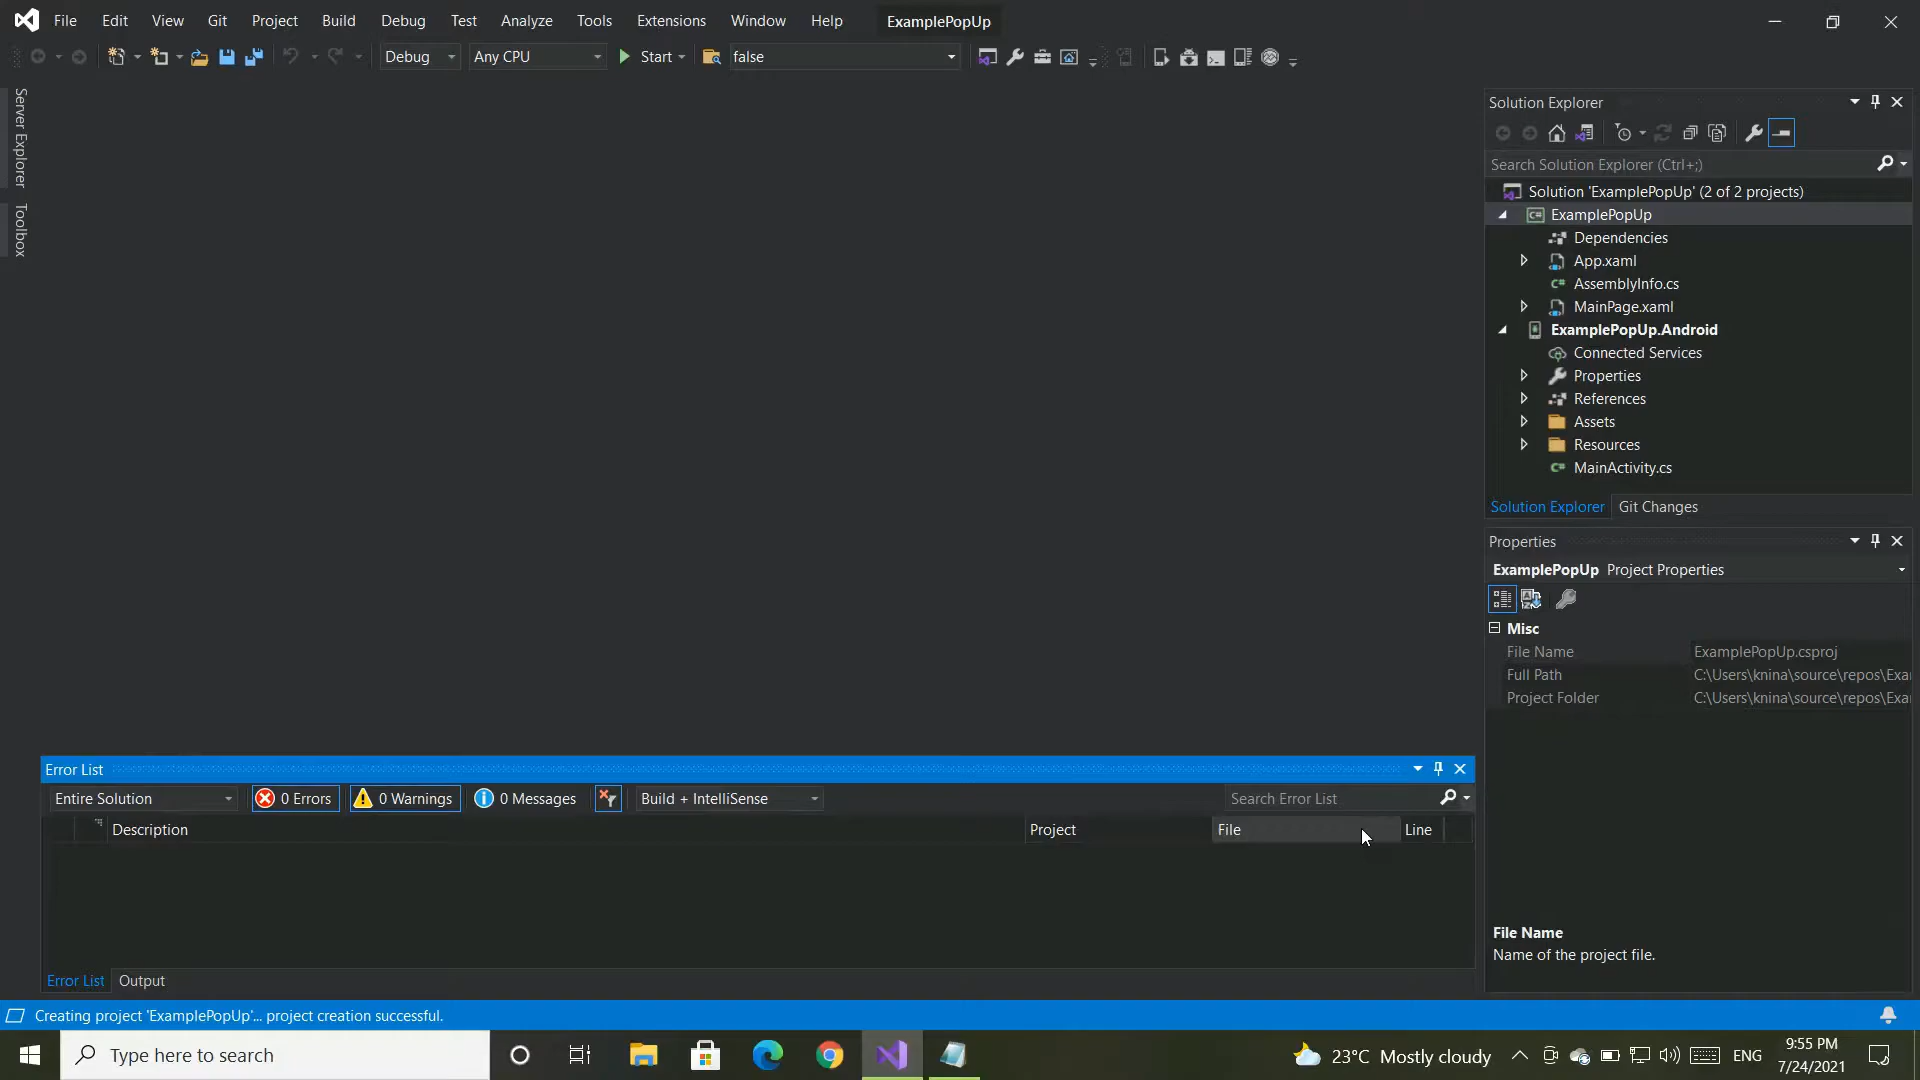 File Edit View Git Project Build Debug Test Analyze Tools Extensions Window Help ExamplePopUp
Debug Any CPU Start false
Server Explorer
Toolbox
Solution Explorer
Search Solution Explorer (Ctrl+;)
Solution 'ExamplePopUp' (2 of 2 projects)
ExamplePopUp
Dependencies
App.xaml
AssemblyInfo.cs
MainPage.xaml
ExamplePopUp.Android
Connected Services
Properties
References
Assets
Resources
MainActivity.cs
Solution Explorer Git Changes
Properties
ExamplePopUp Project Properties
Misc
File Name ExamplePopUp.csproj
Full Path C:\Users\knina\source\repos\Exa
Project Folder C:\Users\knina\source\repos\Exa
File Name
Name of the project file.
Error List
Entire Solution 0 Errors 0 Warnings 0 Messages Build + IntelliSense Search Error List
Description Project File Line
Error List Output
Creating project 'ExamplePopUp'... project creation successful.
Type here to search
23°C Mostly cloudy ENG
9:55 PM
7/24/2021